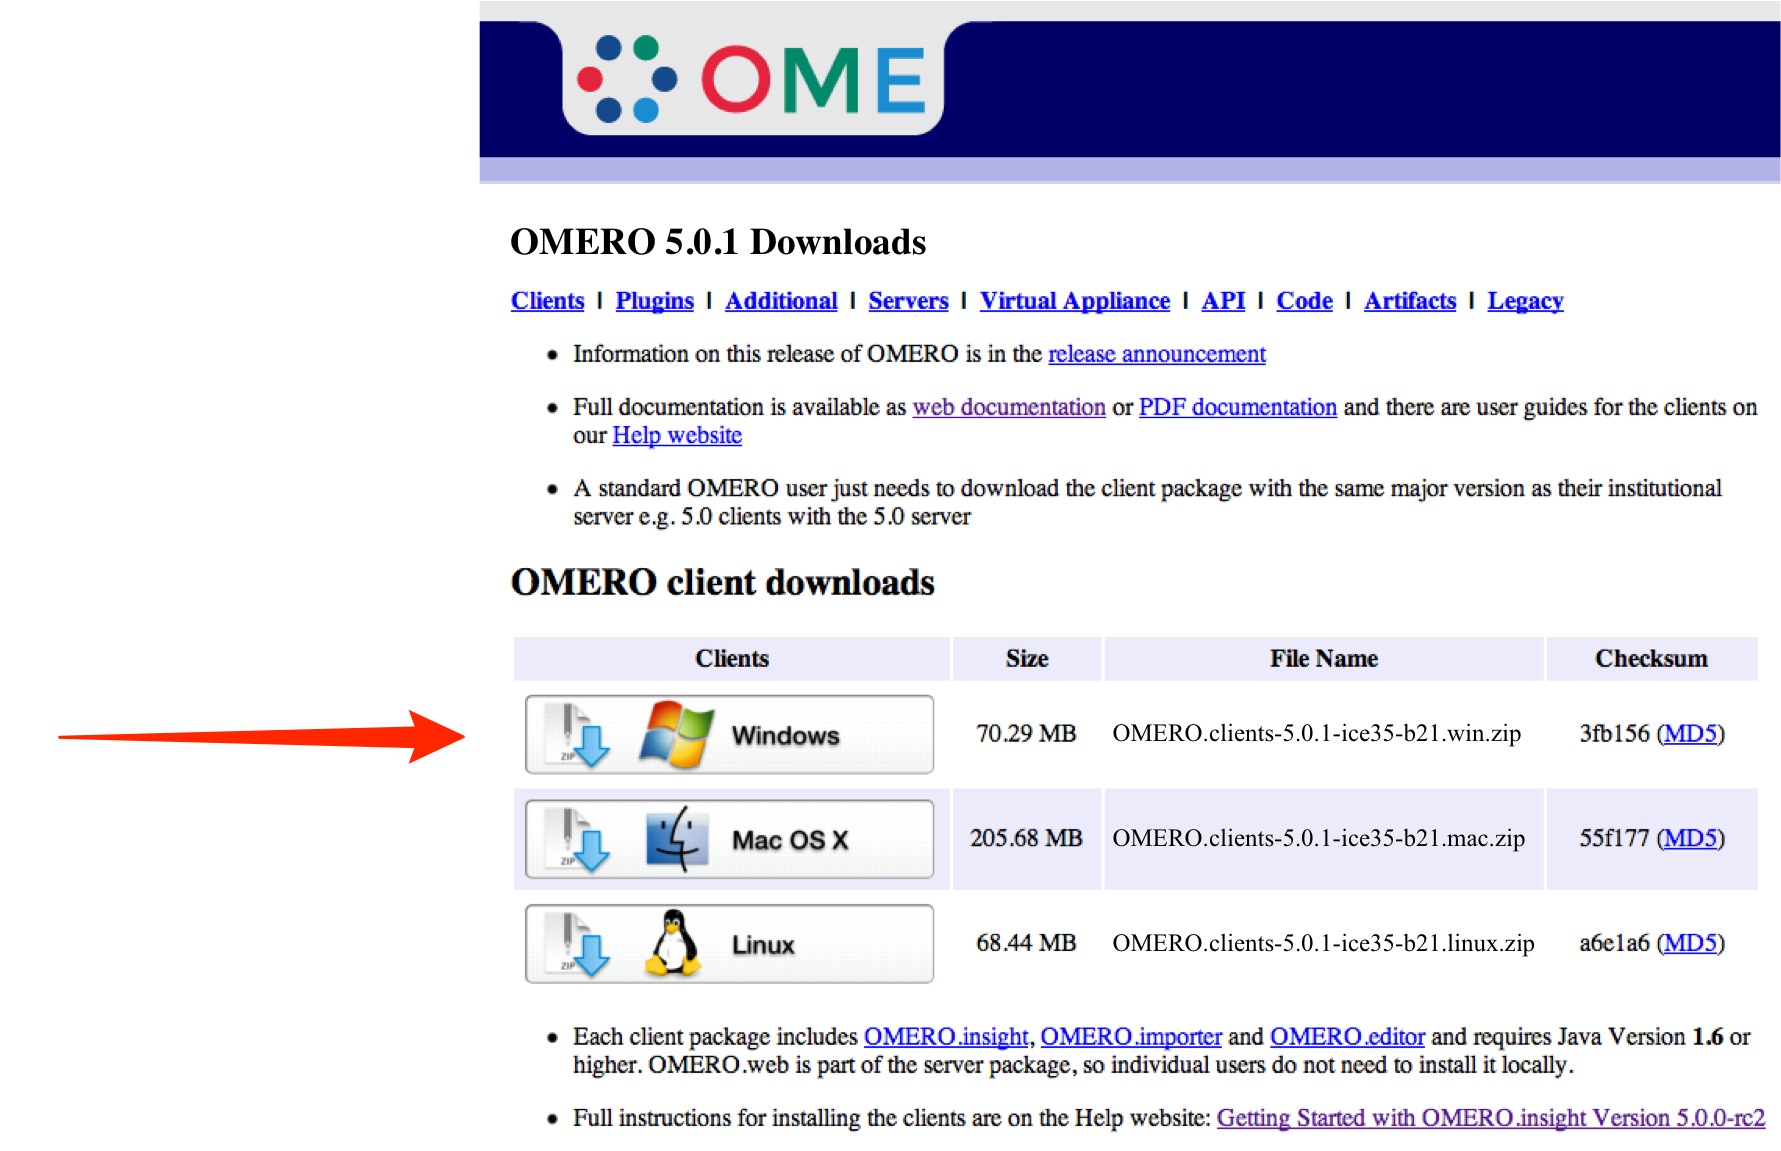 OME
OMERO 5.0.1 Downloads
Clients | Plugins | Additional | Servers | Virtual Appliance | API | Code | Artifacts | Legacy
• Information on this release of OMERO is in the release announcement
• Full documentation is available as web documentation or PDF documentation and there are user guides for the clients on
our Help website
• A standard OMERO user just needs to download the client package with the same major version as their institutional
server e.g. 5.0 clients with the 5.0 server
OMERO client downloads
Clients Size File Name Checksum
ZIP Windows 70.29 MB OMERO.clients-5.0.1-ice35-b21.win.zip 3fb156 (MD5)
ZIP Mac OS X 205.68 MB OMERO.clients-5.0.1-ice35-b21.mac.zip 55f177 (MD5)
ZIP Linux 68.44 MB OMERO.clients-5.0.1-ice35-b21.linux.zip a6e1a6 (MD5)
• Each client package includes OMERO.insight, OMERO.importer and OMERO.editor and requires Java Version 1.6 or
higher. OMERO.web is part of the server package, so individual users do not need to install it locally.
• Full instructions for installing the clients are on the Help website: Getting Started with OMERO.insight Version 5.0.0-rc2